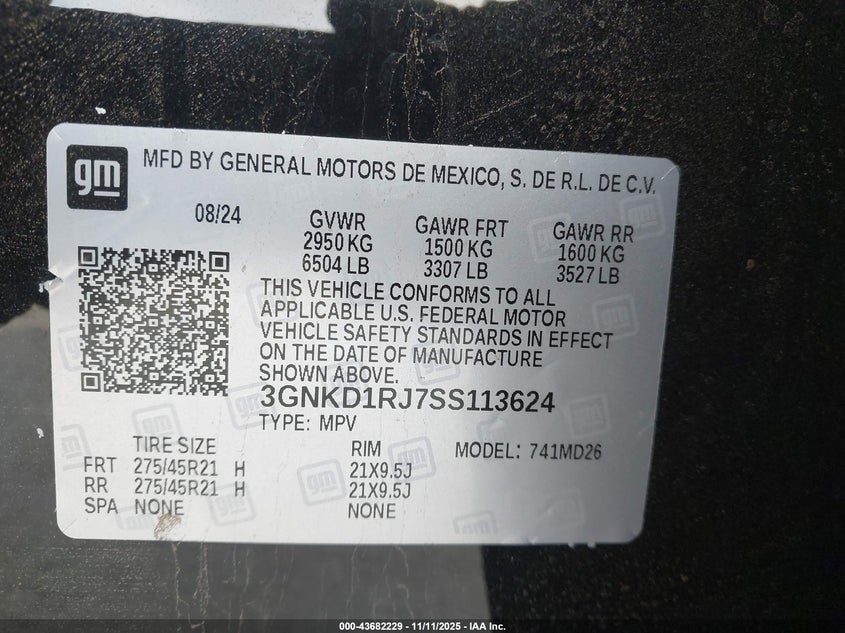 gm MFD BY GENERAL MOTORS DE MEXICO, S. DE R.L. DE C.V.
08/24 GVWR GAWR FRT GAWR RR
2950 KG 1500 KG 1600 KG
6504 LB 3307 LB 3527 LB
THIS VEHICLE CONFORMS TO ALL
APPLICABLE U.S. FEDERAL MOTOR
VEHICLE SAFETY STANDARDS IN EFFECT
ON THE DATE OF MANUFACTURE
SHOWN ABOVE.
3GNKD1RJ7SS113624
TYPE: MPV
TIRE SIZE RIM MODEL: 741MD26
FRT 275/45R21 H 21X9.5J
RR 275/45R21 H 21X9.5J
SPA NONE NONE
000-43682229 - 11/11/2025 - IAA Inc.